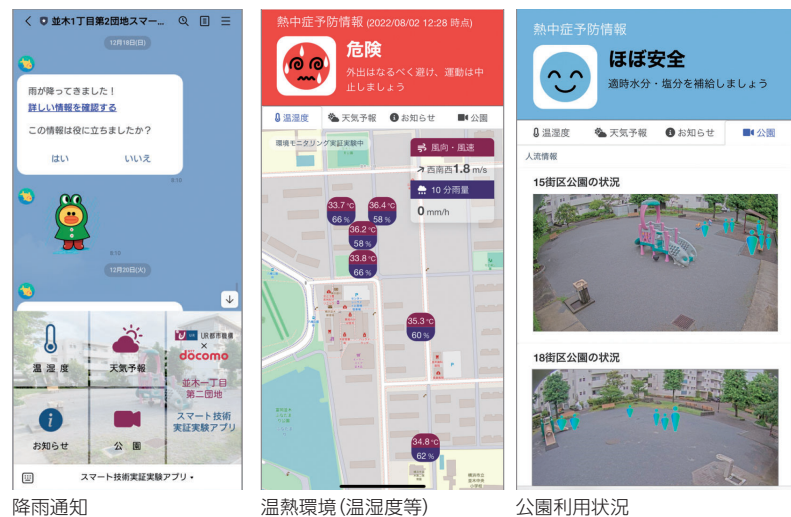 並木1丁目第2団地スマー...
12月18日(日)
雨が降ってきました！
詳しい情報を確認する
この情報は役に立ちましたか？
はい いいえ
8:10
8:10
12月20日(火)
温湿度
天気予報
UR都市機構
×
döcomo
並木一丁目
第二団地
スマート技術
実証実験アプリ
お知らせ
公園
スマート技術実証実験アプリ
降雨通知
熱中症予防情報 (2022/08/02 12:28 時点)
危険
外出はなるべく避け、運動は中
止しましょう
温湿度 天気予報 お知らせ 公園
環境モニタリング実証実験中
風向・風速
西南西1.8 m/s
10 分雨量
0 mm/h
33.7 ℃
66 %
36.4 ℃
58 %
36.2 ℃
58 %
33.8 ℃
66 %
35.3 ℃
60 %
34.8 ℃
62 %
温熱環境(温湿度等)
熱中症予防情報
ほぼ安全
適時水分・塩分を補給しましょう
温湿度 天気予報 お知らせ 公園
人流情報
15街区公園の状況
18街区公園の状況
公園利用状況